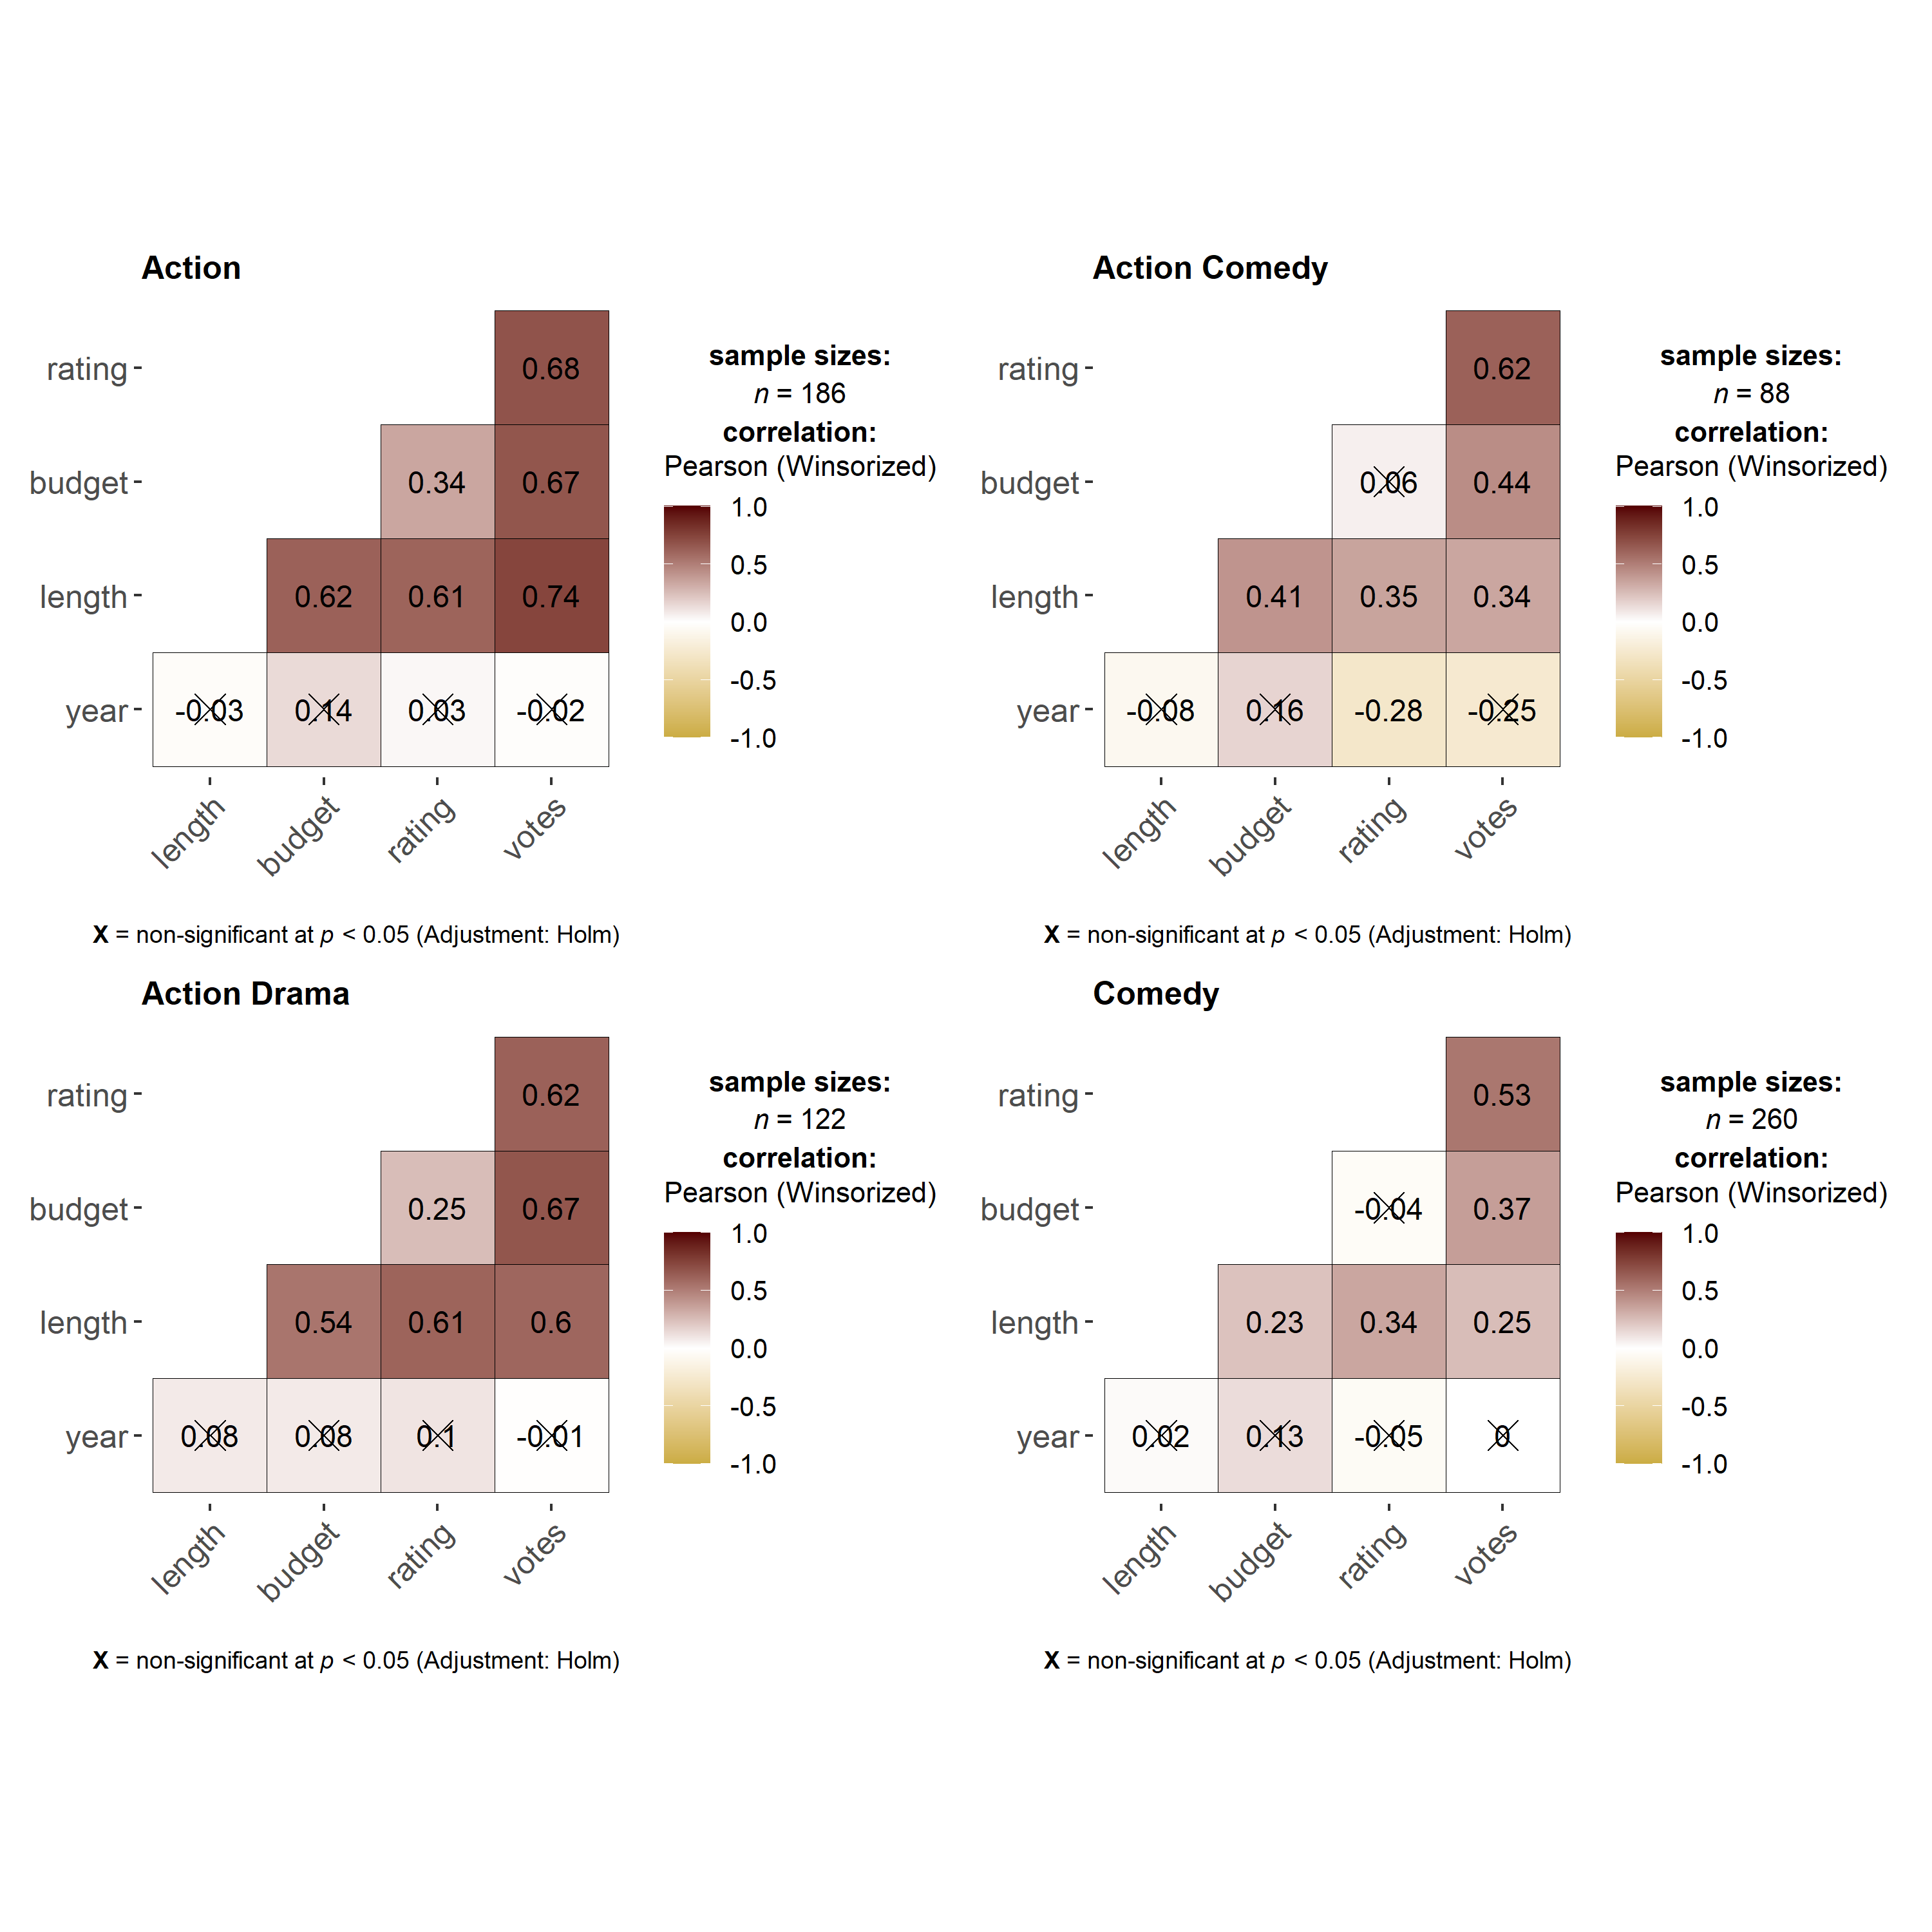 Action
rating
0.68
budget
0.34 0.67
length
0.62 0.61 0.74
year
-0.03 0.14 0.03 -0.02
length budget rating votes
sample sizes:
n = 186
correlation:
Pearson (Winsorized)
1.0
0.5
0.0
-0.5
-1.0
X = non-significant at p < 0.05 (Adjustment: Holm)
Action Comedy
rating
0.62
budget
0.06 0.44
length
0.41 0.35 0.34
year
-0.08 0.16 -0.28 -0.25
length budget rating votes
sample sizes:
n = 88
correlation:
Pearson (Winsorized)
1.0
0.5
0.0
-0.5
-1.0
X = non-significant at p < 0.05 (Adjustment: Holm)
Action Drama
rating
0.62
budget
0.25 0.67
length
0.54 0.61 0.6
year
0.08 0.08 0.1 -0.01
length budget rating votes
sample sizes:
n = 122
correlation:
Pearson (Winsorized)
1.0
0.5
0.0
-0.5
-1.0
X = non-significant at p < 0.05 (Adjustment: Holm)
Comedy
rating
0.53
budget
-0.04 0.37
length
0.23 0.34 0.25
year
0.02 0.13 -0.05 0
length budget rating votes
sample sizes:
n = 260
correlation:
Pearson (Winsorized)
1.0
0.5
0.0
-0.5
-1.0
X = non-significant at p < 0.05 (Adjustment: Holm)